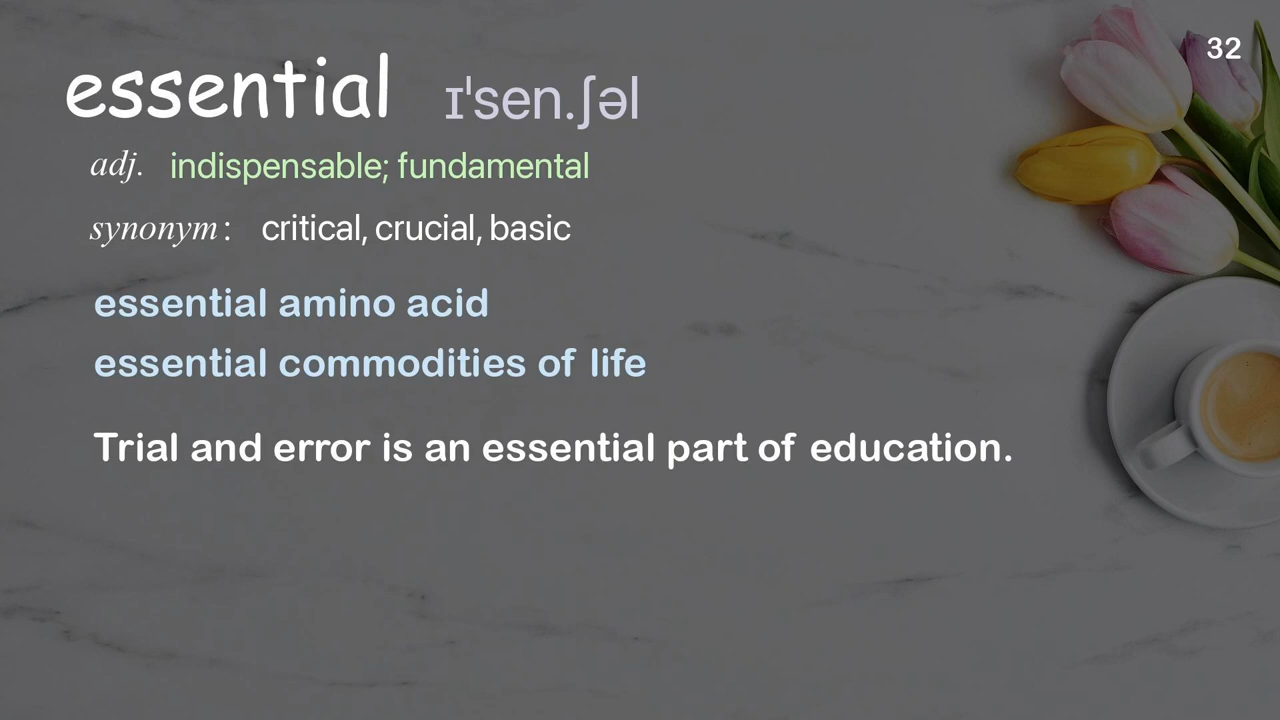 32
essential ɪˈsen.ʃəl
adj. indispensable; fundamental
synonym: critical, crucial, basic
essential amino acid
essential commodities of life
Trial and error is an essential part of education.